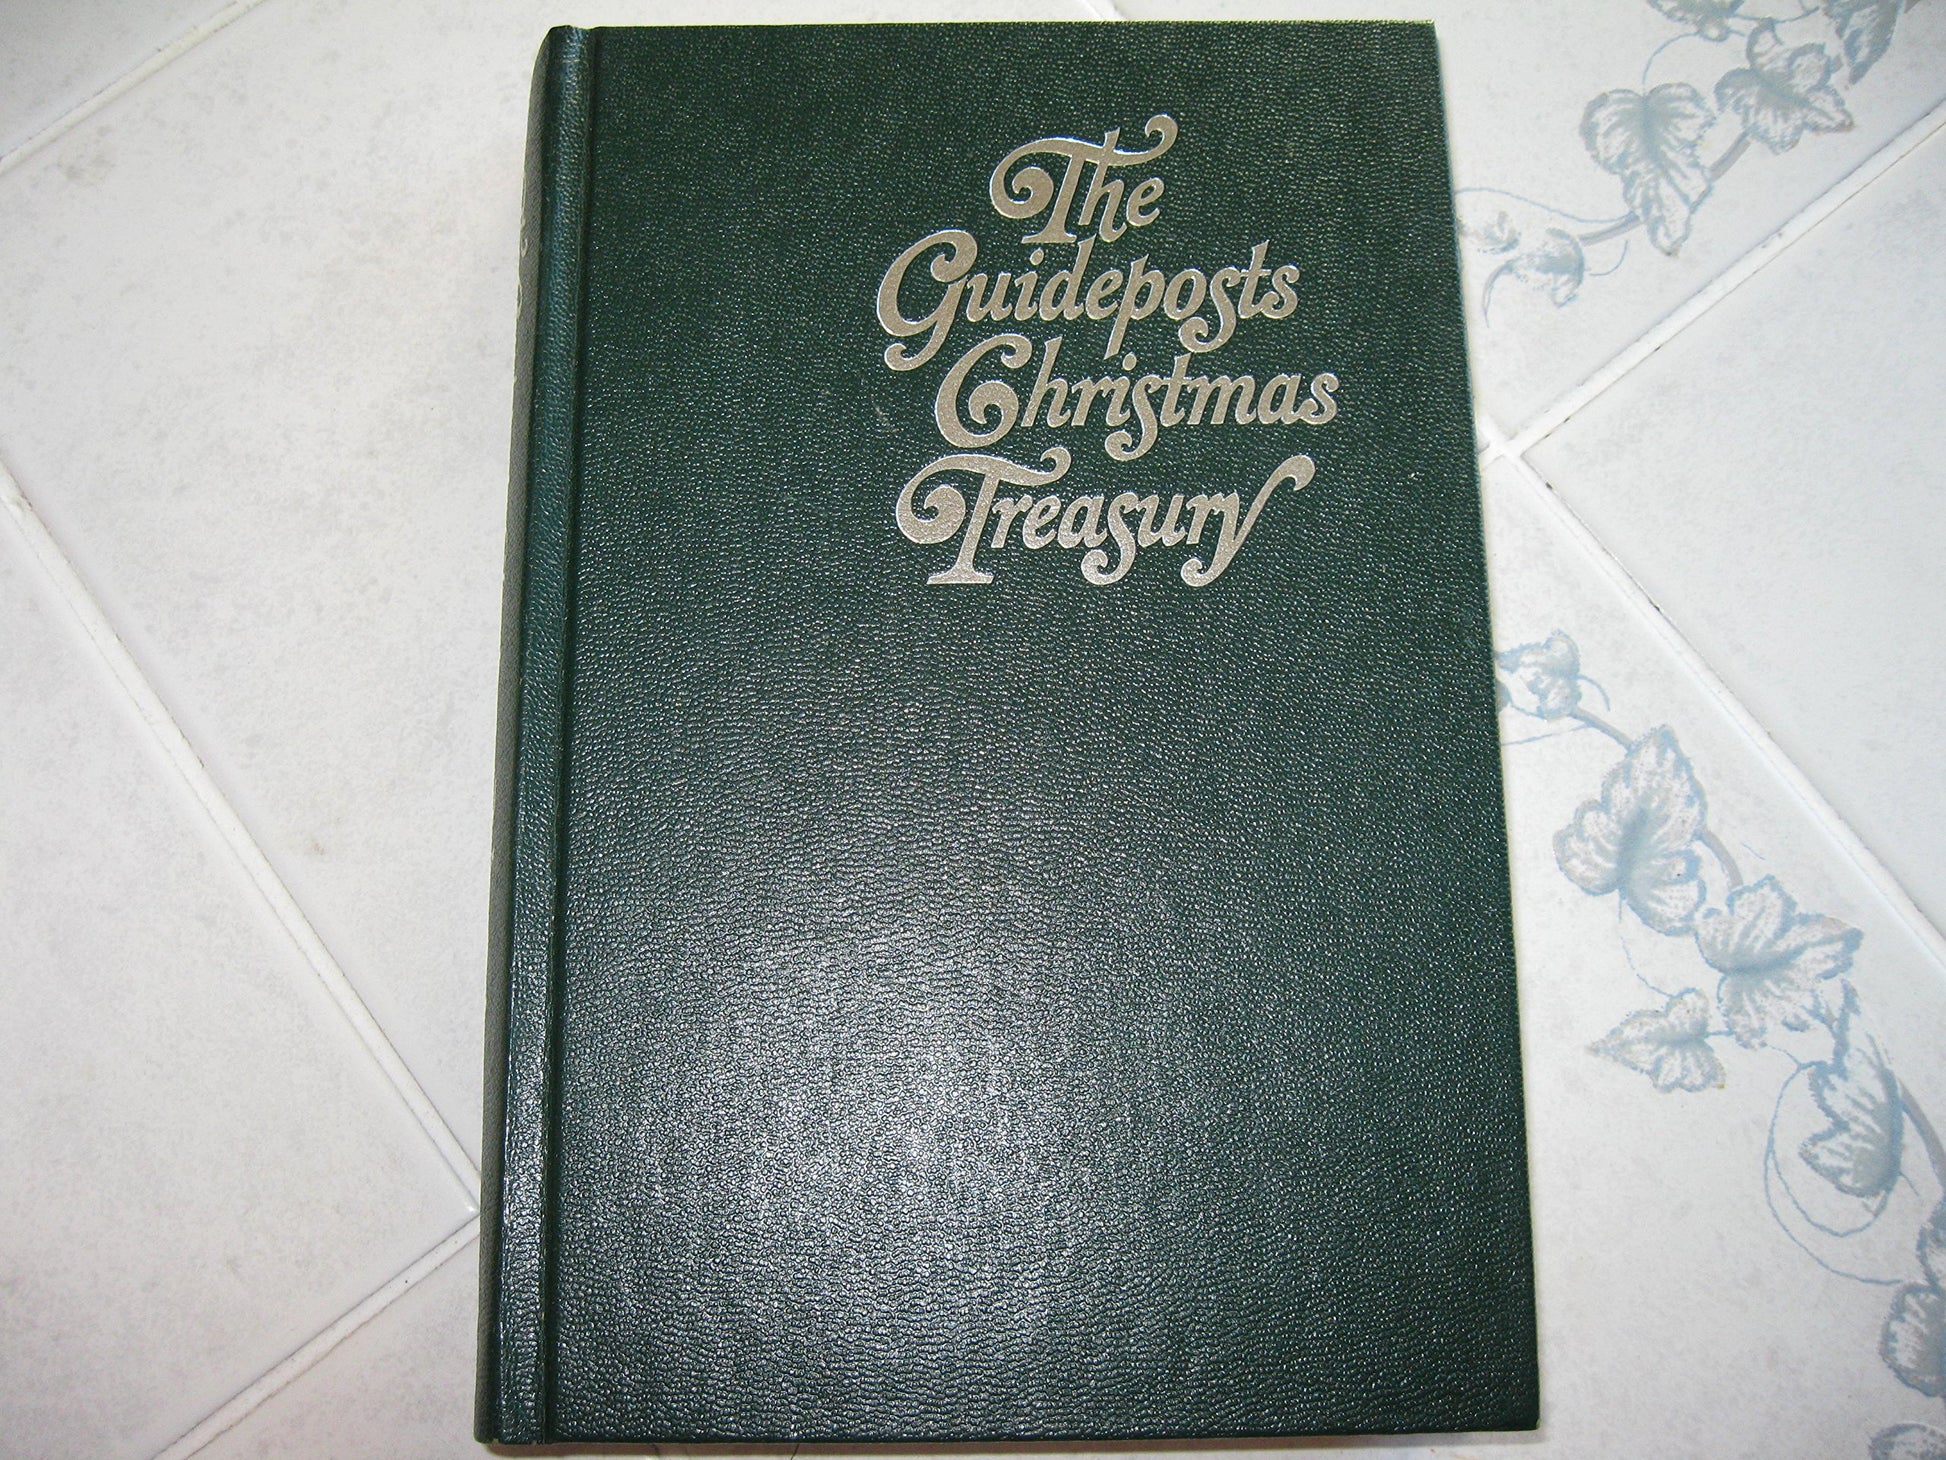 The
Guideposts
Christmas
Treasury